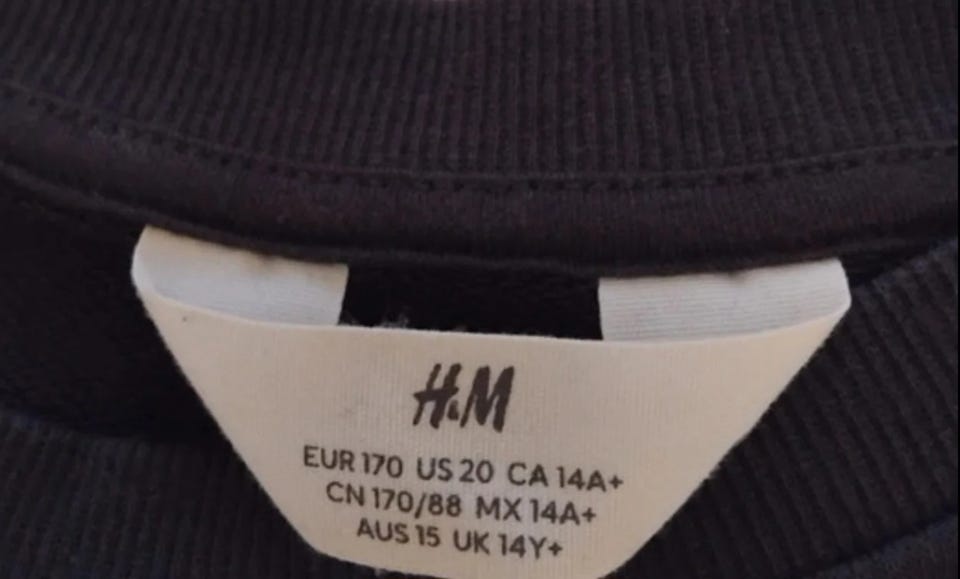 H&M
EUR 170 US 20 CA 14A+
CN 170/88 MX 14A+
AUS 15 UK 14Y+